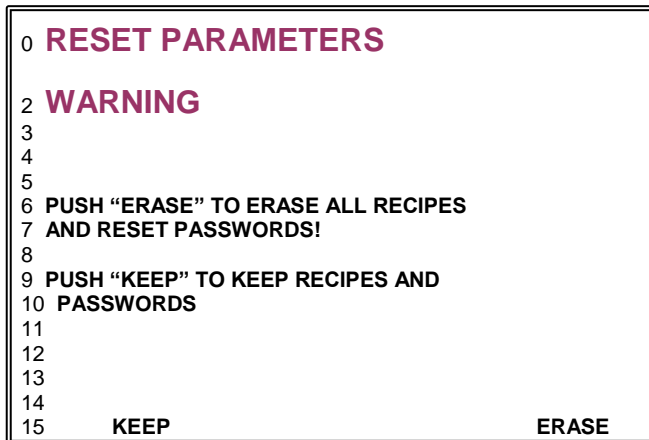 0 RESET PARAMETERS
2 WARNING
3
4
5
6 PUSH “ERASE” TO ERASE ALL RECIPES
7 AND RESET PASSWORDS!
8
9 PUSH “KEEP” TO KEEP RECIPES AND
10 PASSWORDS
11
12
13
14
15 KEEP ERASE